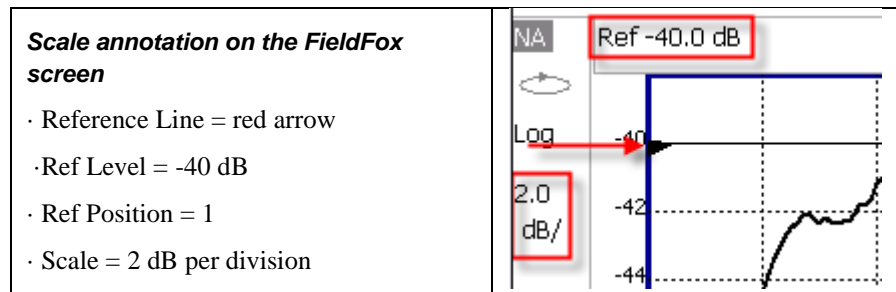 Scale annotation on the FieldFox
screen
· Reference Line = red arrow
·Ref Level = -40 dB
· Ref Position = 1
· Scale = 2 dB per division
NA
Ref -40.0 dB
Log
-40
2.0
dB/
-42
-44